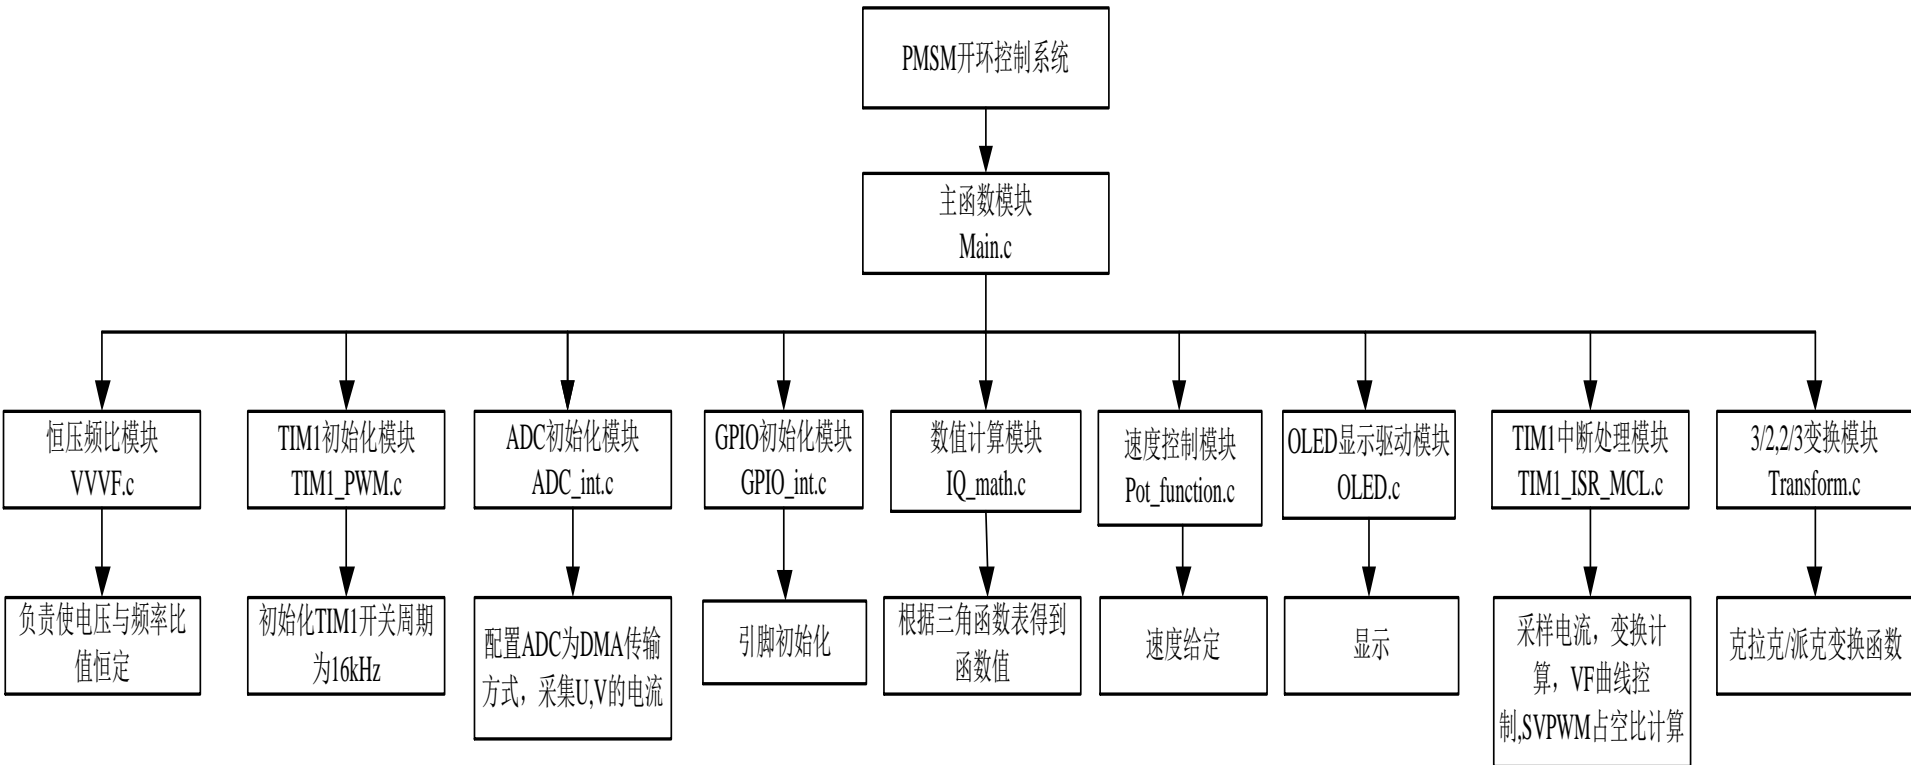 PMSM开环控制系统
主函数模块
Main.c
恒压频比模块
VVVF.c
TIM1初始化模块
TIM1_PWM.c
ADC初始化模块
ADC_int.c
GPIO初始化模块
GPIO_int.c
数值计算模块
IQ_math.c
速度控制模块
Pot_function.c
OLED显示驱动模块
OLED.c
TIM1中断处理模块
TIM1_ISR_MCL.c
3/2,2/3变换模块
Transform.c
负责使电压与频率比
值恒定
初始化TIM1开关周期
为16kHz
配置ADC为DMA传输
方式，采集U,V的电流
引脚初始化
根据三角函数表得到
函数值
速度给定
显示
采样电流，变换计
算，VF曲线控
制,SVPWM占空比计算
克拉克/派克变换函数